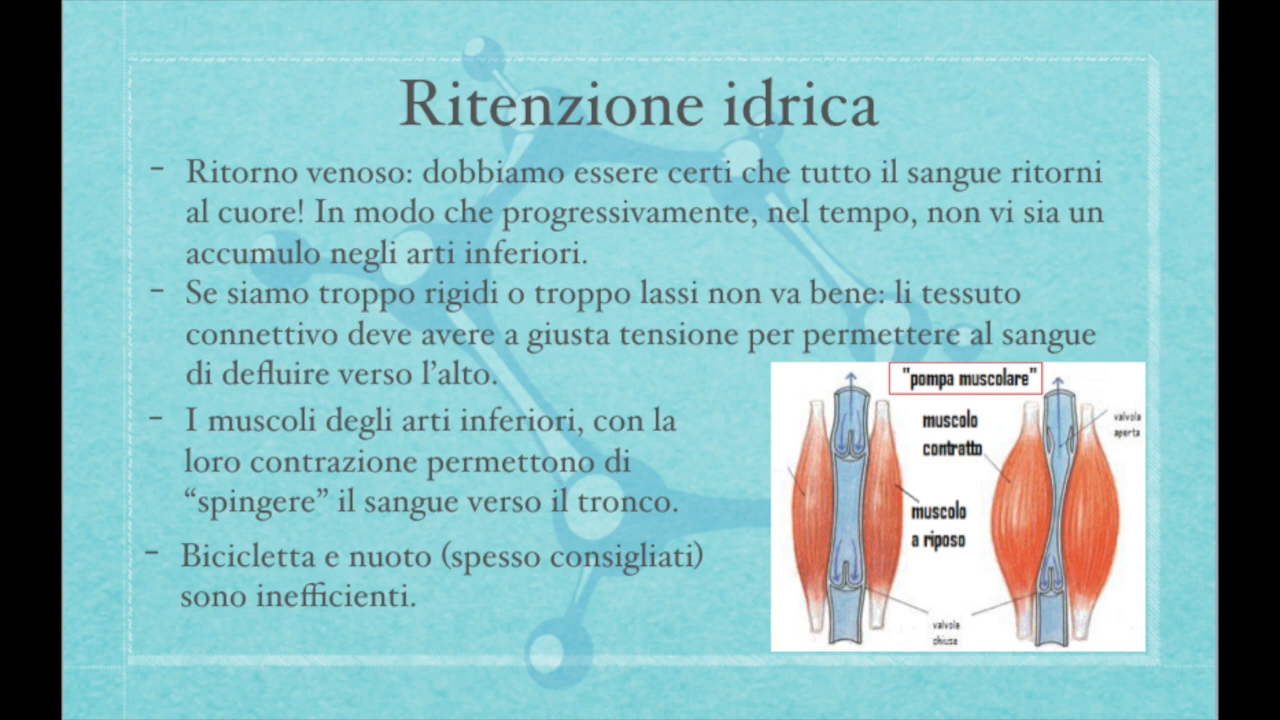 Ritenzione idrica
- Ritorno venoso: dobbiamo essere certi che tutto il sangue ritorni
al cuore! In modo che progressivamente, nel tempo, non vi sia un
accumulo negli arti inferiori.
- Se siamo troppo rigidi o troppo lassi non va bene: li tessuto
connettivo deve avere a giusta tensione per permettere al sangue
di defluire verso l'alto.
- I muscoli degli arti inferiori, con la
loro contrazione permettono di
“spingere” il sangue verso il tronco.
- Bicicletta e nuoto (spesso consigliati)
sono inefficienti.
"pompa muscolare"
muscolo
contratto
valvola
aperta
muscolo
a riposo
valvole
chiuse